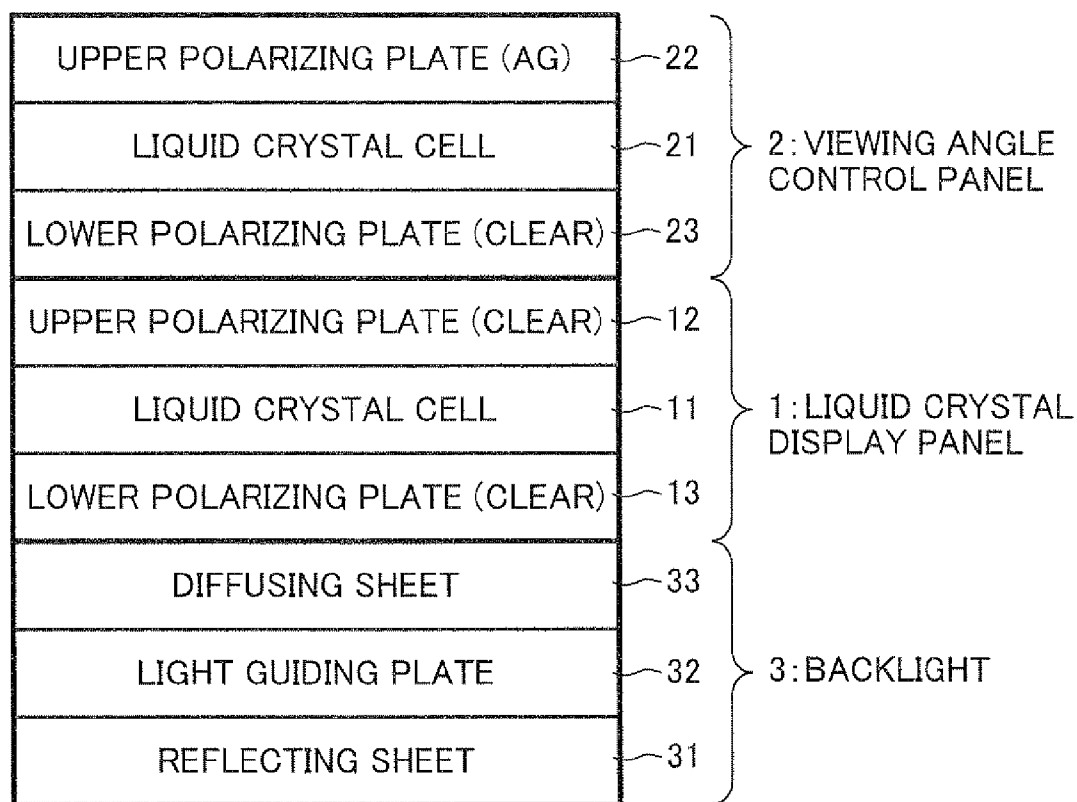 UPPER POLARIZING PLATE (AG) 22
LIQUID CRYSTAL CELL 21
LOWER POLARIZING PLATE (CLEAR) 23
2:VIEWING ANGLE
CONTROL PANEL
UPPER POLARIZING PLATE (CLEAR) 12
LIQUID CRYSTAL CELL 11
LOWER POLARIZING PLATE (CLEAR) 13
1:LIQUID CRYSTAL
DISPLAY PANEL
DIFFUSING SHEET 33
LIGHT GUIDING PLATE 32
REFLECTING SHEET 31
3:BACKLIGHT